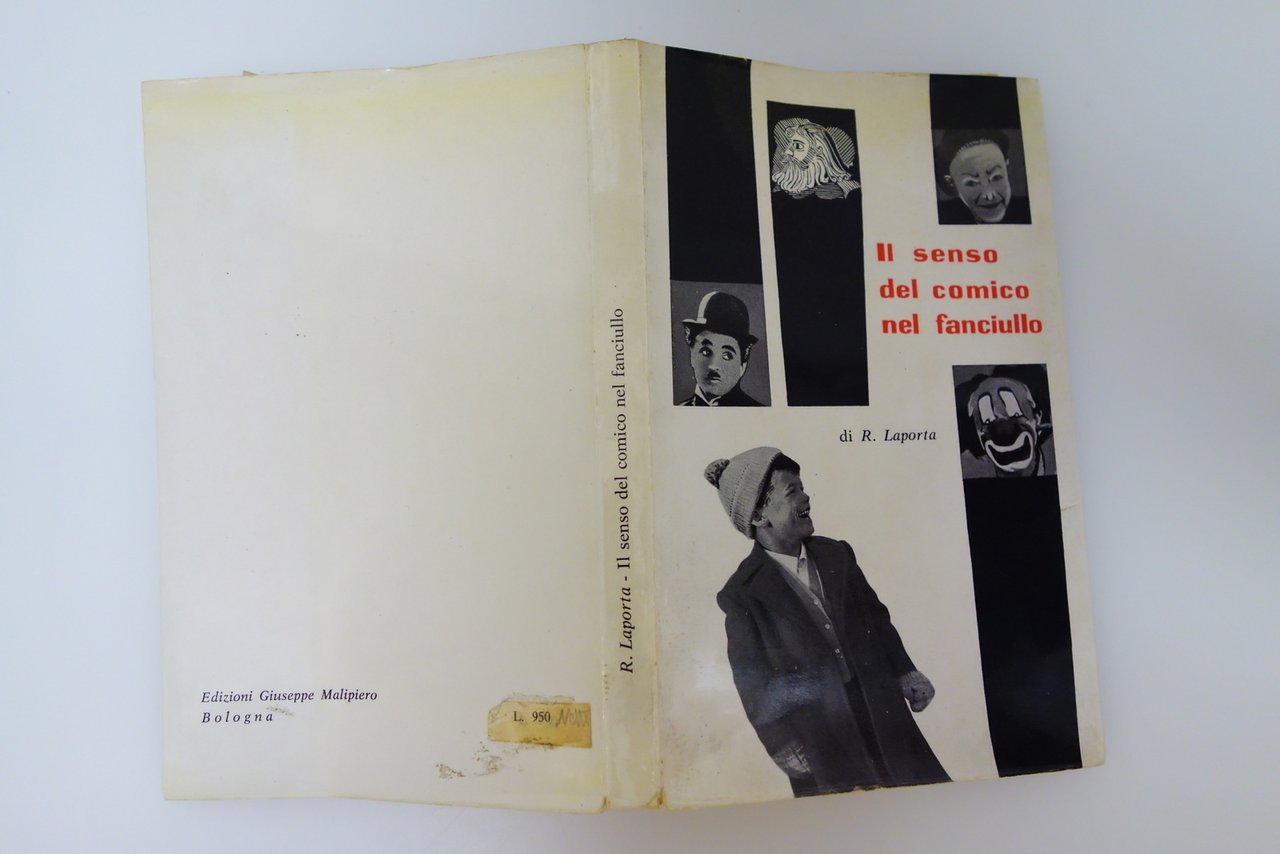 Il senso
del comico
nel fanciullo
di R. Laporta
R. Laporta - Il senso del comico nel fanciullo
Edizioni Giuseppe Malipiero
Bologna
L. 950